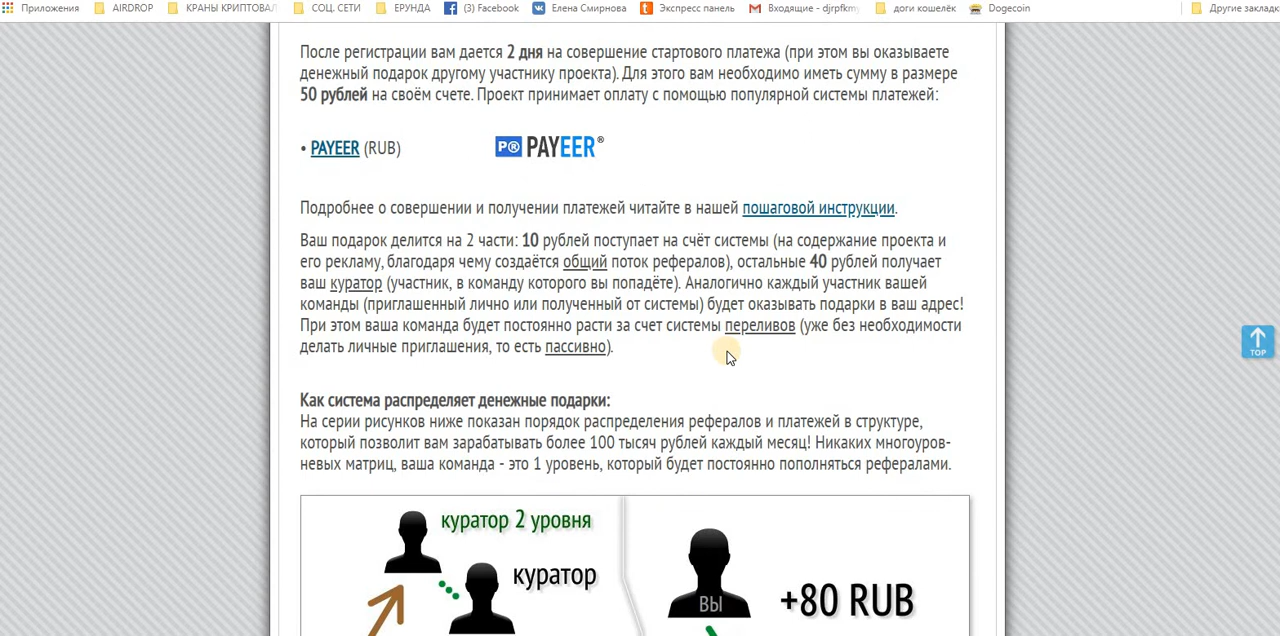 Приложения AIRDROP КРАНЫ КРИПТОВАЛ СОЦ. СЕТИ ЕРУНДА (3) Facebook Елена Смирнова Экспресс панель Входящие - djrpfkmy доги кошелёк Dogecoin Другие закладк
После регистрации вам дается 2 дня на совершение стартового платежа (при этом вы оказываете
денежный подарок другому участнику проекта). Для этого вам необходимо иметь сумму в размере
50 рублей на своём счете. Проект принимает оплату с помощью популярной системы платежей:
• PAYEER (RUB) P® PAYEER®
Подробнее о совершении и получении платежей читайте в нашей пошаговой инструкции.
Ваш подарок делится на 2 части: 10 рублей поступает на счёт системы (на содержание проекта и
его рекламу, благодаря чему создаётся общий поток рефералов), остальные 40 рублей получает
ваш куратор (участник, в команду которого вы попадёте). Аналогично каждый участник вашей
команды (приглашенный лично или полученный от системы) будет оказывать подарки в ваш адрес!
При этом ваша команда будет постоянно расти за счет системы переливов (уже без необходимости
делать личные приглашения, то есть пассивно).
TOP
Как система распределяет денежные подарки:
На серии рисунков ниже показан порядок распределения рефералов и платежей в структуре,
который позволит вам зарабатывать более 100 тысяч рублей каждый месяц! Никаких многоуров-
невых матриц, ваша команда - это 1 уровень, который будет постоянно пополняться рефералами.
куратор 2 уровня
куратор
ВЫ
+80 RUB